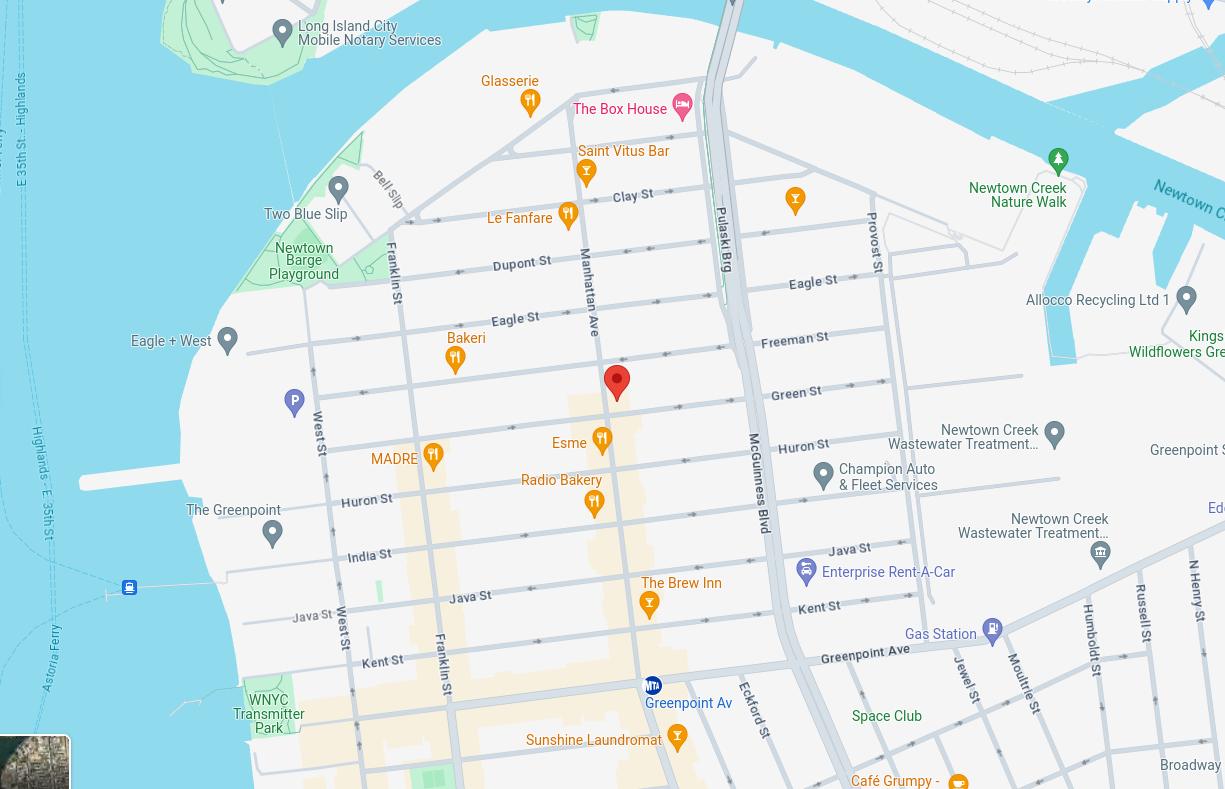 Long Island City
Mobile Notary Services
E 35th St. - Highlands
Glasserie
The Box House
Saint Vitus Bar
Bell Slip
Clay St
Two Blue Slip
Le Fanfare
Newtown Creek
Nature Walk
Newtown
Barge
Playground
Franklin St
Dupont St
Manhattan Ave
Pulaski Brg
Provost St
Eagle St
Allocco Recycling Ltd 1
Eagle + West
Eagle St
Bakeri
Freeman St
Kings
Wildflowers Gre
P
West St
Green St
MADRE
Esme
McGuinness Blvd
Huron St
Newtown Creek
Wastewater Treatment...
Greenpoint S
Radio Bakery
Champion Auto
& Fleet Services
Highlands - E. 35th St
The Greenpoint
Huron St
India St
Newtown Creek
Wastewater Treatment...
Java St
The Brew Inn
Enterprise Rent-A-Car
Java St
Java St
West St
Kent St
Gas Station
N Henry St
Russell St
Humboldt St
Astoria Ferry
Kent St
Franklin St
Greenpoint Ave
Jewel St
Moultrie St
MTA
Greenpoint Av
Eckford St
WNYC
Transmitter
Park
Space Club
Sunshine Laundromat
Broadway
Café Grumpy -